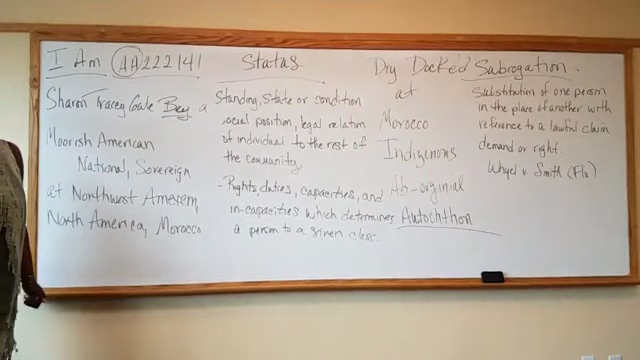 I Am AA222141
Sharon Tracey Gale Bey a
Moorish American
National, Sovereign
at Northwest Amexem,
North America, Morocco
Status
Standing, State or condition
social position, legal relation
of individual to the rest of
the community.
- Rights, duties, capacities, and
in-capacities which determines
a person to a given class.
Dry Dock'ed
at
Morocco
Indigenous
Ab-orginial
Autochthon
Subrogation.
Substitution of one person
in the place of another with
reference to a lawful claim
demand or right.
v. Smith (Fla)